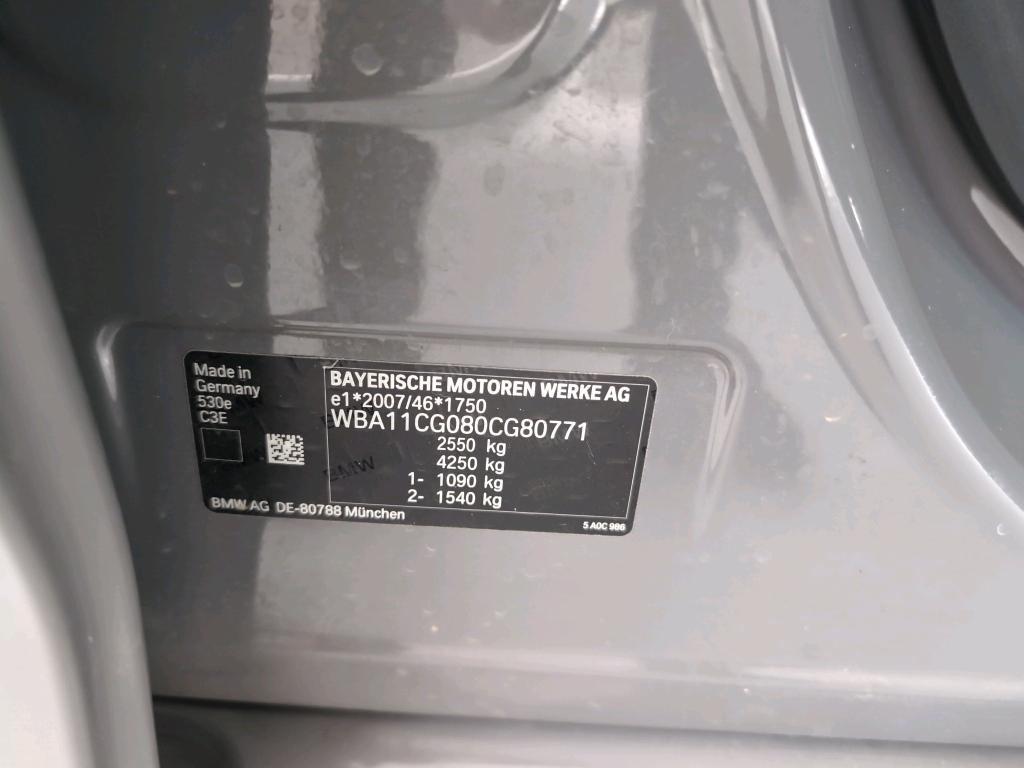 Made in
Germany
530e
C3E
BAYERISCHE MOTOREN WERKE AG
e1*2007/46*1750
WBA11CG080CG80771
2550 kg
4250 kg
1- 1090 kg
2- 1540 kg
BMW
BMW AG DE-80788 München
5 A0C 986